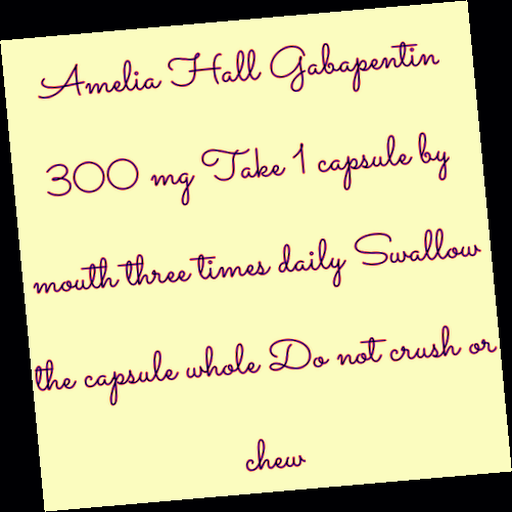 Amelia Hall Gabapentin
300 mg Take 1 capsule by
mouth three times daily Swallow
the capsule whole Do not crush or
chew